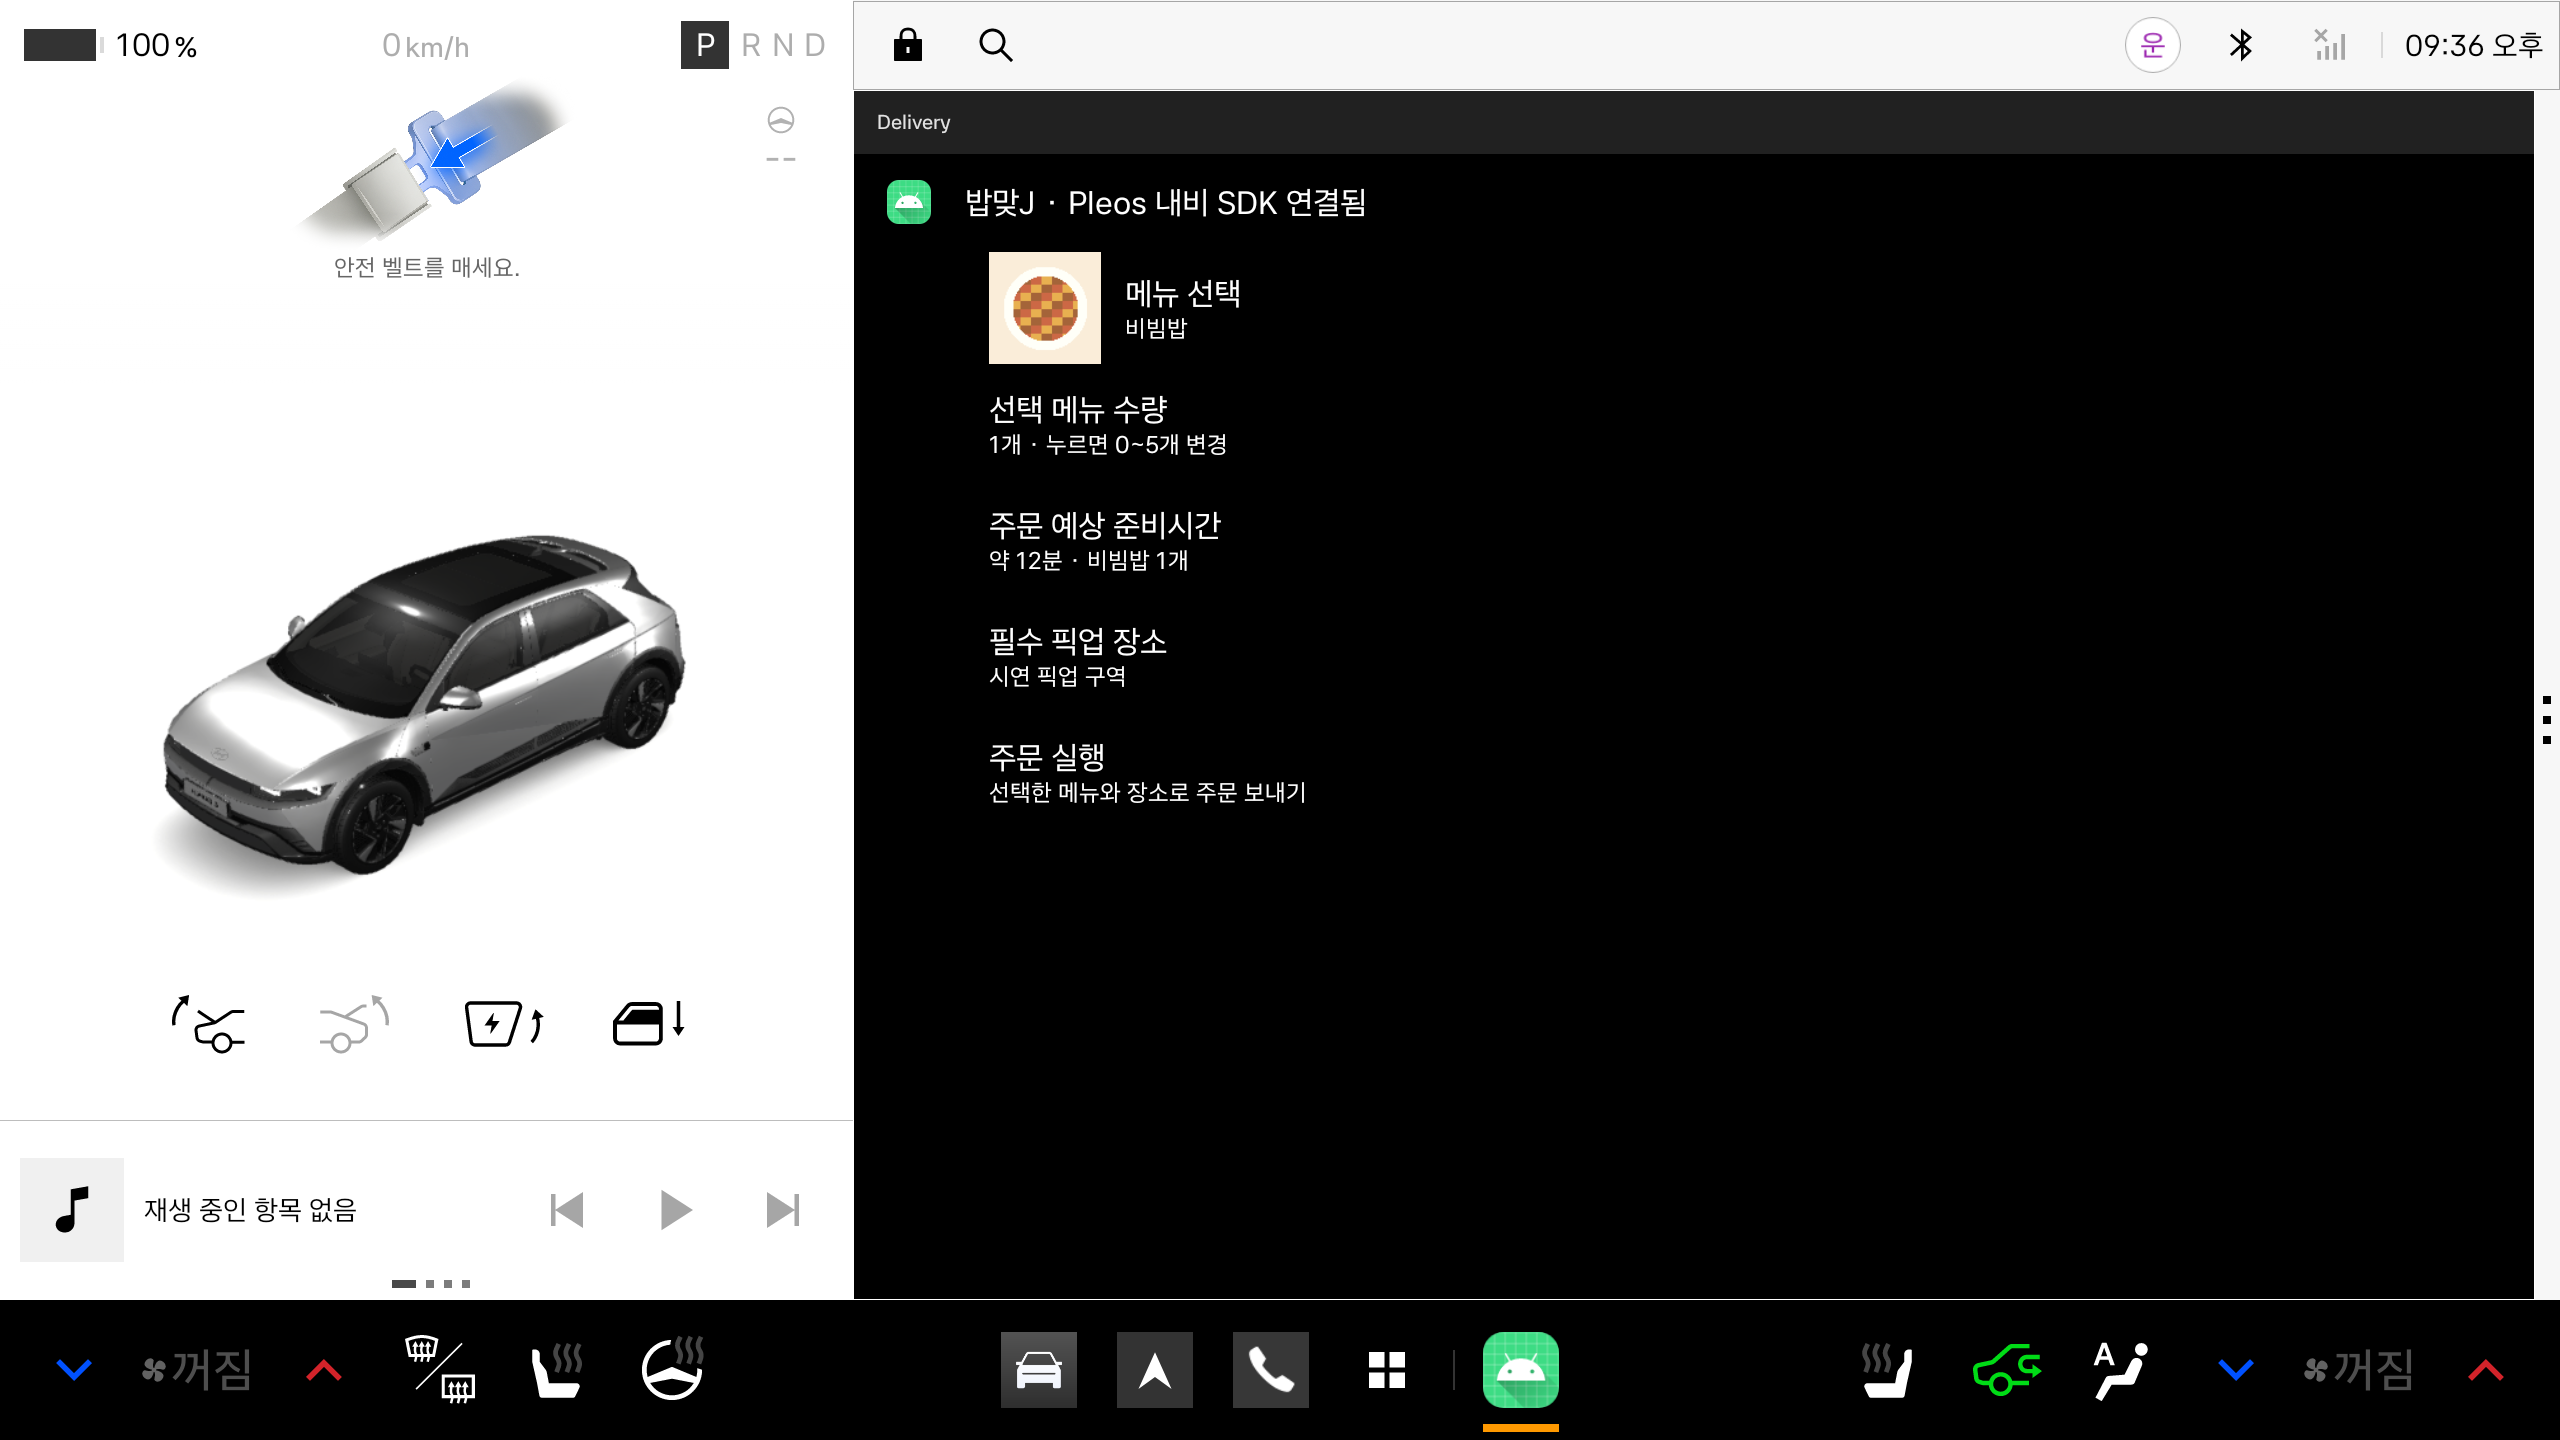 100%
0 km/h
P R N D
09:36 오후
운
안전 벨트를 매세요.
Delivery
밥맞J · Pleos 내비 SDK 연결됨
메뉴 선택
비빔밥
선택 메뉴 수량
1개 · 누르면 0~5개 변경
주문 예상 준비시간
약 12분 · 비빔밥 1개
필수 픽업 장소
시연 픽업 구역
주문 실행
선택한 메뉴와 장소로 주문 보내기
재생 중인 항목 없음
꺼짐
A
꺼짐